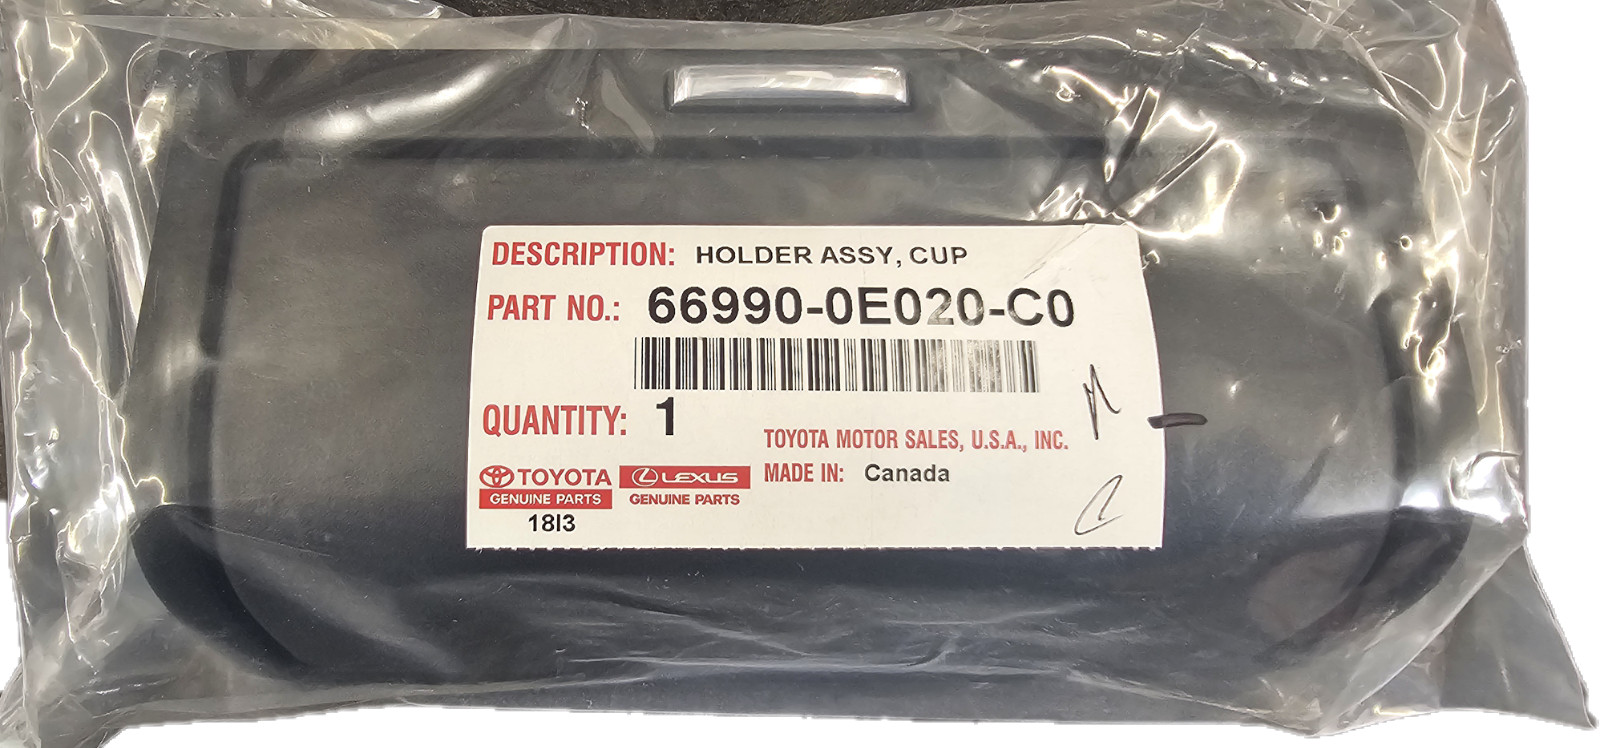 DESCRIPTION: HOLDER ASSY, CUP
PART NO.: 66990-0E020-C0
QUANTITY: 1
TOYOTA MOTOR SALES, U.S.A., INC.
MADE IN: Canada
TOYOTA
GENUINE PARTS
LEXUS
GENUINE PARTS
18I3